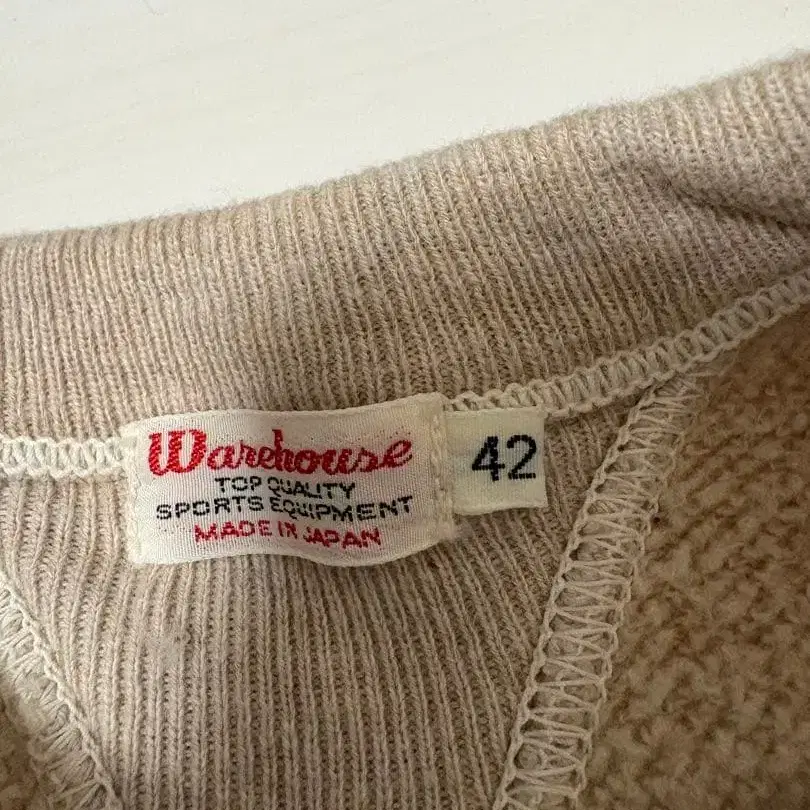 Warehouse
TOP QUALITY
SPORTS EQUIPMENT
MADE IN JAPAN
42